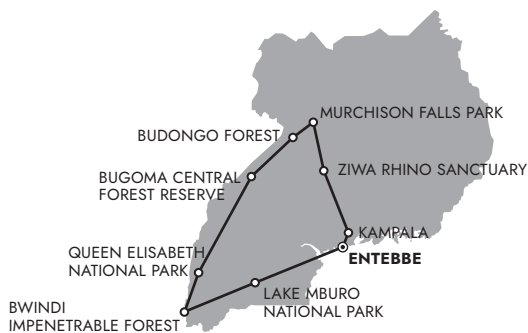 MURCHISON FALLS PARK
BUDONGO FOREST
ZIWA RHINO SANCTUARY
BUGOMA CENTRAL
FOREST RESERVE
KAMPALA
ENTEBBE
QUEEN ELISABETH
NATIONAL PARK
LAKE MBURO
NATIONAL PARK
BWINDI
IMPENETRABLE FOREST